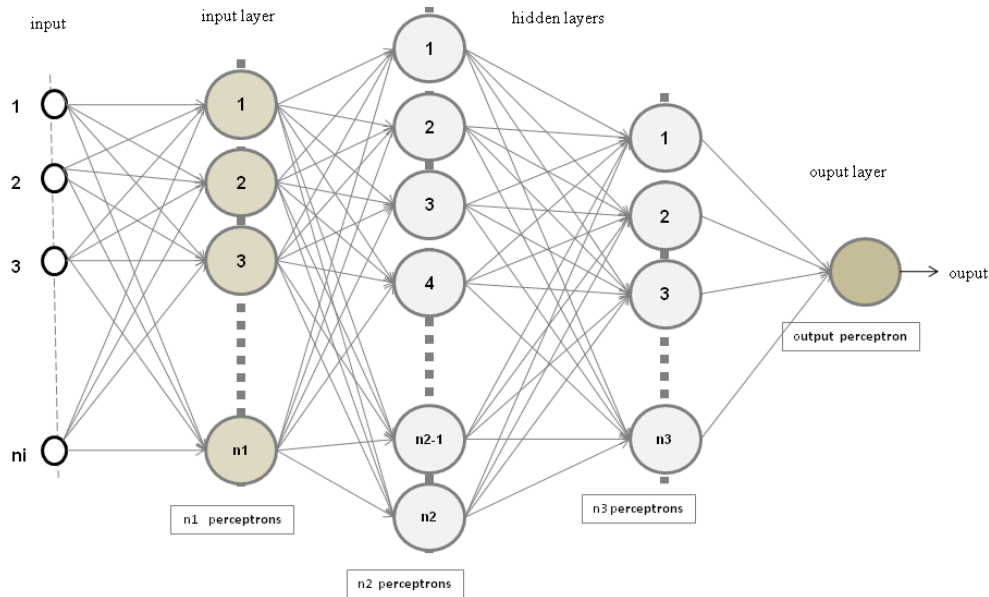 input
input layer
hidden layers
ouput layer
1
2
3
ni
1
2
3
n1
n1 perceptrons
1
2
3
4
n2-1
n2
n2 perceptrons
1
2
3
n3
n3 perceptrons
output perceptron
ouput